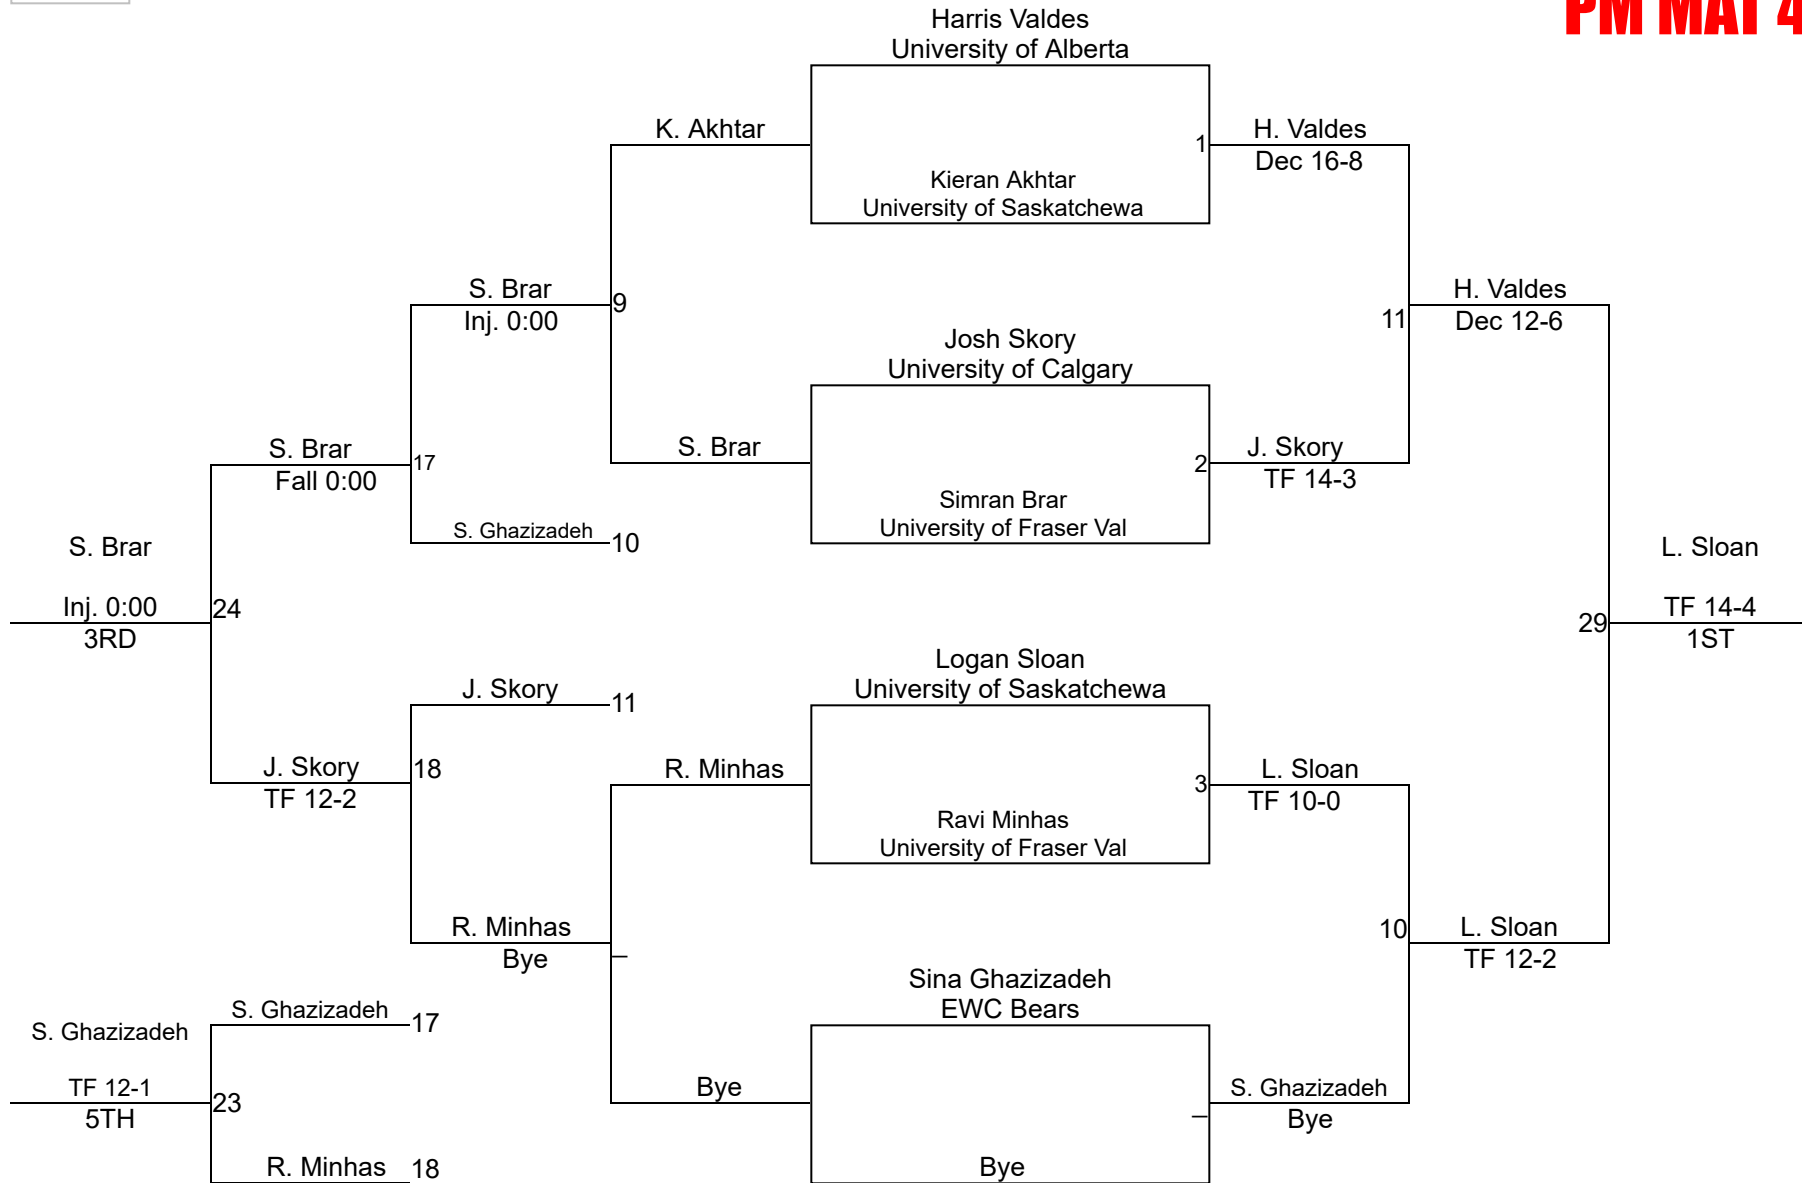 PM MAT 4
Harris Valdes
University of Alberta
K. Akhtar
1
H. Valdes
Dec 16-8
Kieran Akhtar
University of Saskatchewa
S. Brar
Inj. 0:00
9
H. Valdes
Dec 12-6
11
Josh Skory
University of Calgary
S. Brar
Fall 0:00
17
S. Brar
2
J. Skory
TF 14-3
Simran Brar
University of Fraser Val
S. Ghazizadeh
10
S. Brar
Inj. 0:00
3RD
24
L. Sloan
TF 14-4
1ST
29
Logan Sloan
University of Saskatchewa
J. Skory
11
J. Skory
TF 12-2
18
R. Minhas
3
L. Sloan
TF 10-0
Ravi Minhas
University of Fraser Val
R. Minhas
Bye
–
10
L. Sloan
TF 12-2
Sina Ghazizadeh
EWC Bears
S. Ghazizadeh
17
S. Ghazizadeh
TF 12-1
5TH
23
Bye
–
S. Ghazizadeh
Bye
R. Minhas
18
Bye